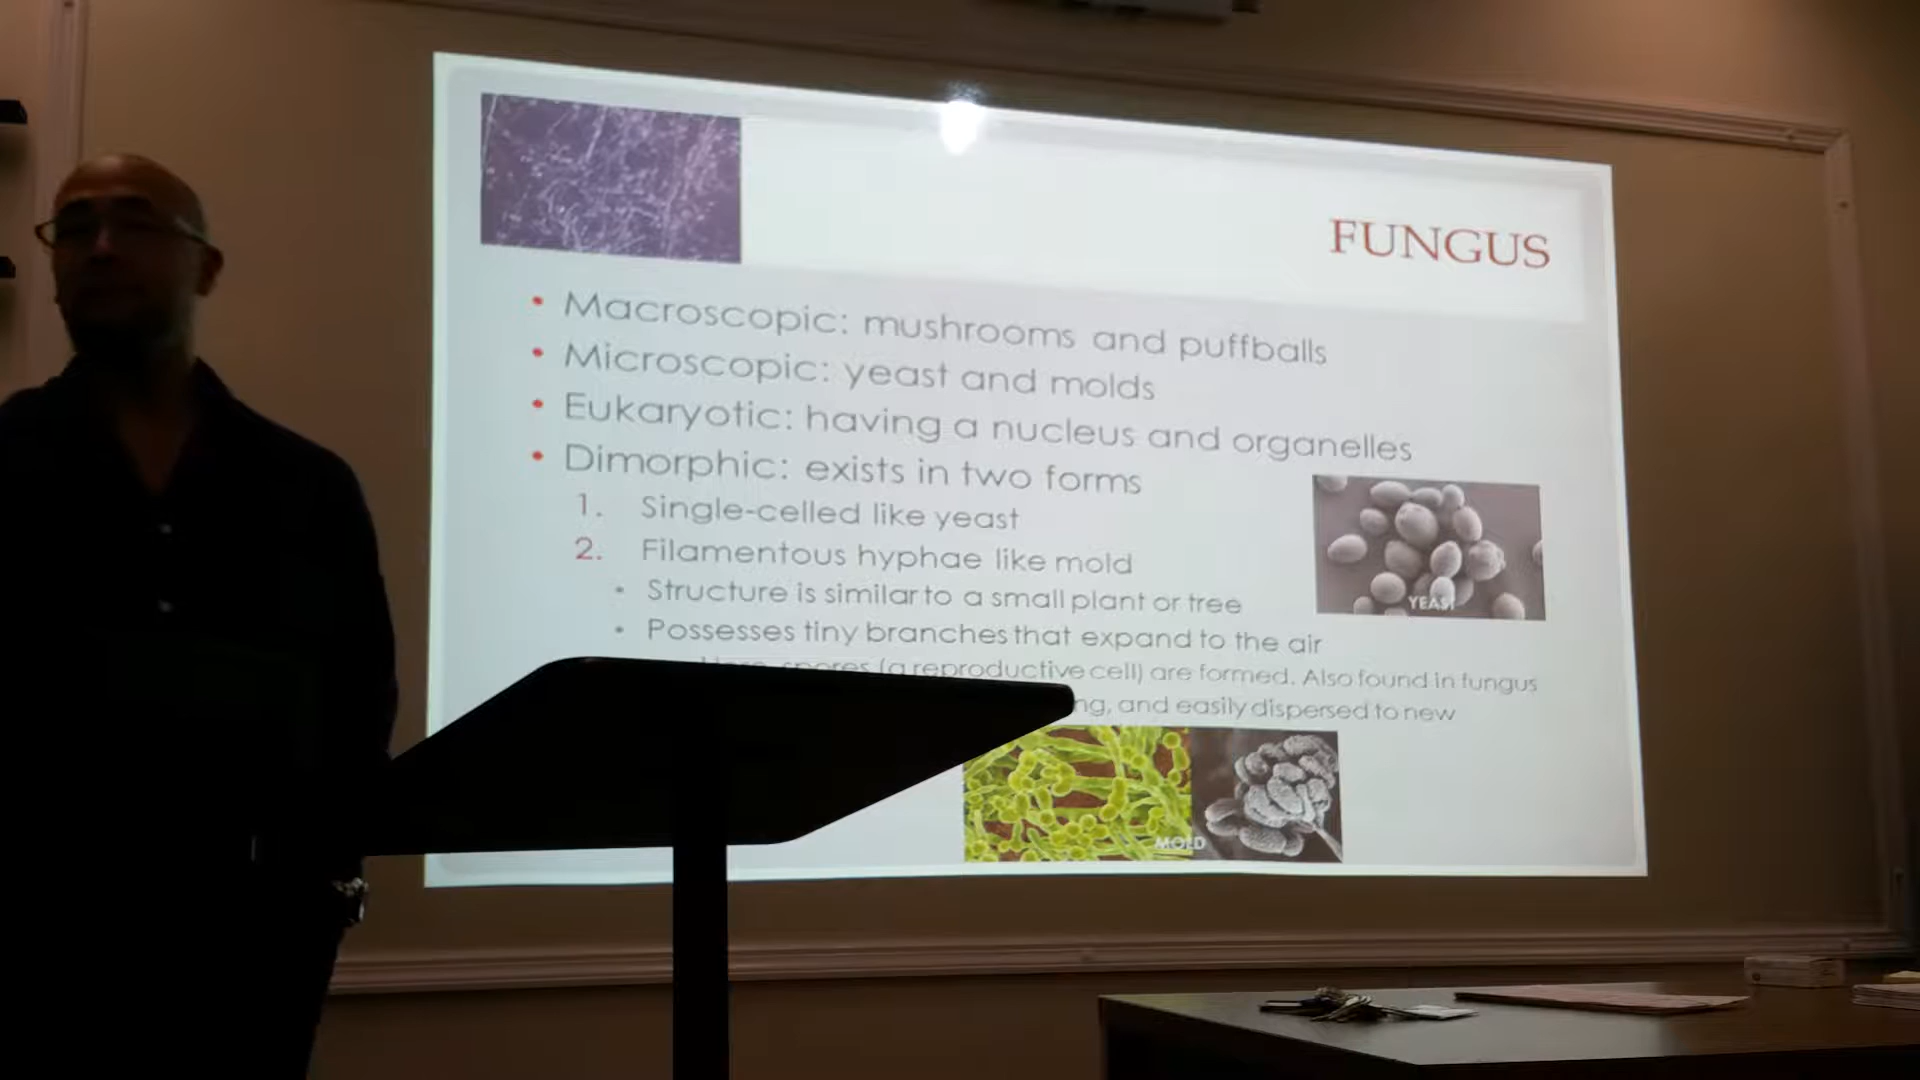 FUNGUS
• Macroscopic: mushrooms and puffballs
• Microscopic: yeast and molds
• Eukaryotic: having a nucleus and organelles
• Dimorphic: exists in two forms
1. Single-celled like yeast
2. Filamentous hyphae like mold
• Structure is similar to a small plant or tree
• Possesses tiny branches that expand to the air
spores (a reproductive cell) are formed. Also found in fungus
and easily dispersed to new
YEAST
MOLD